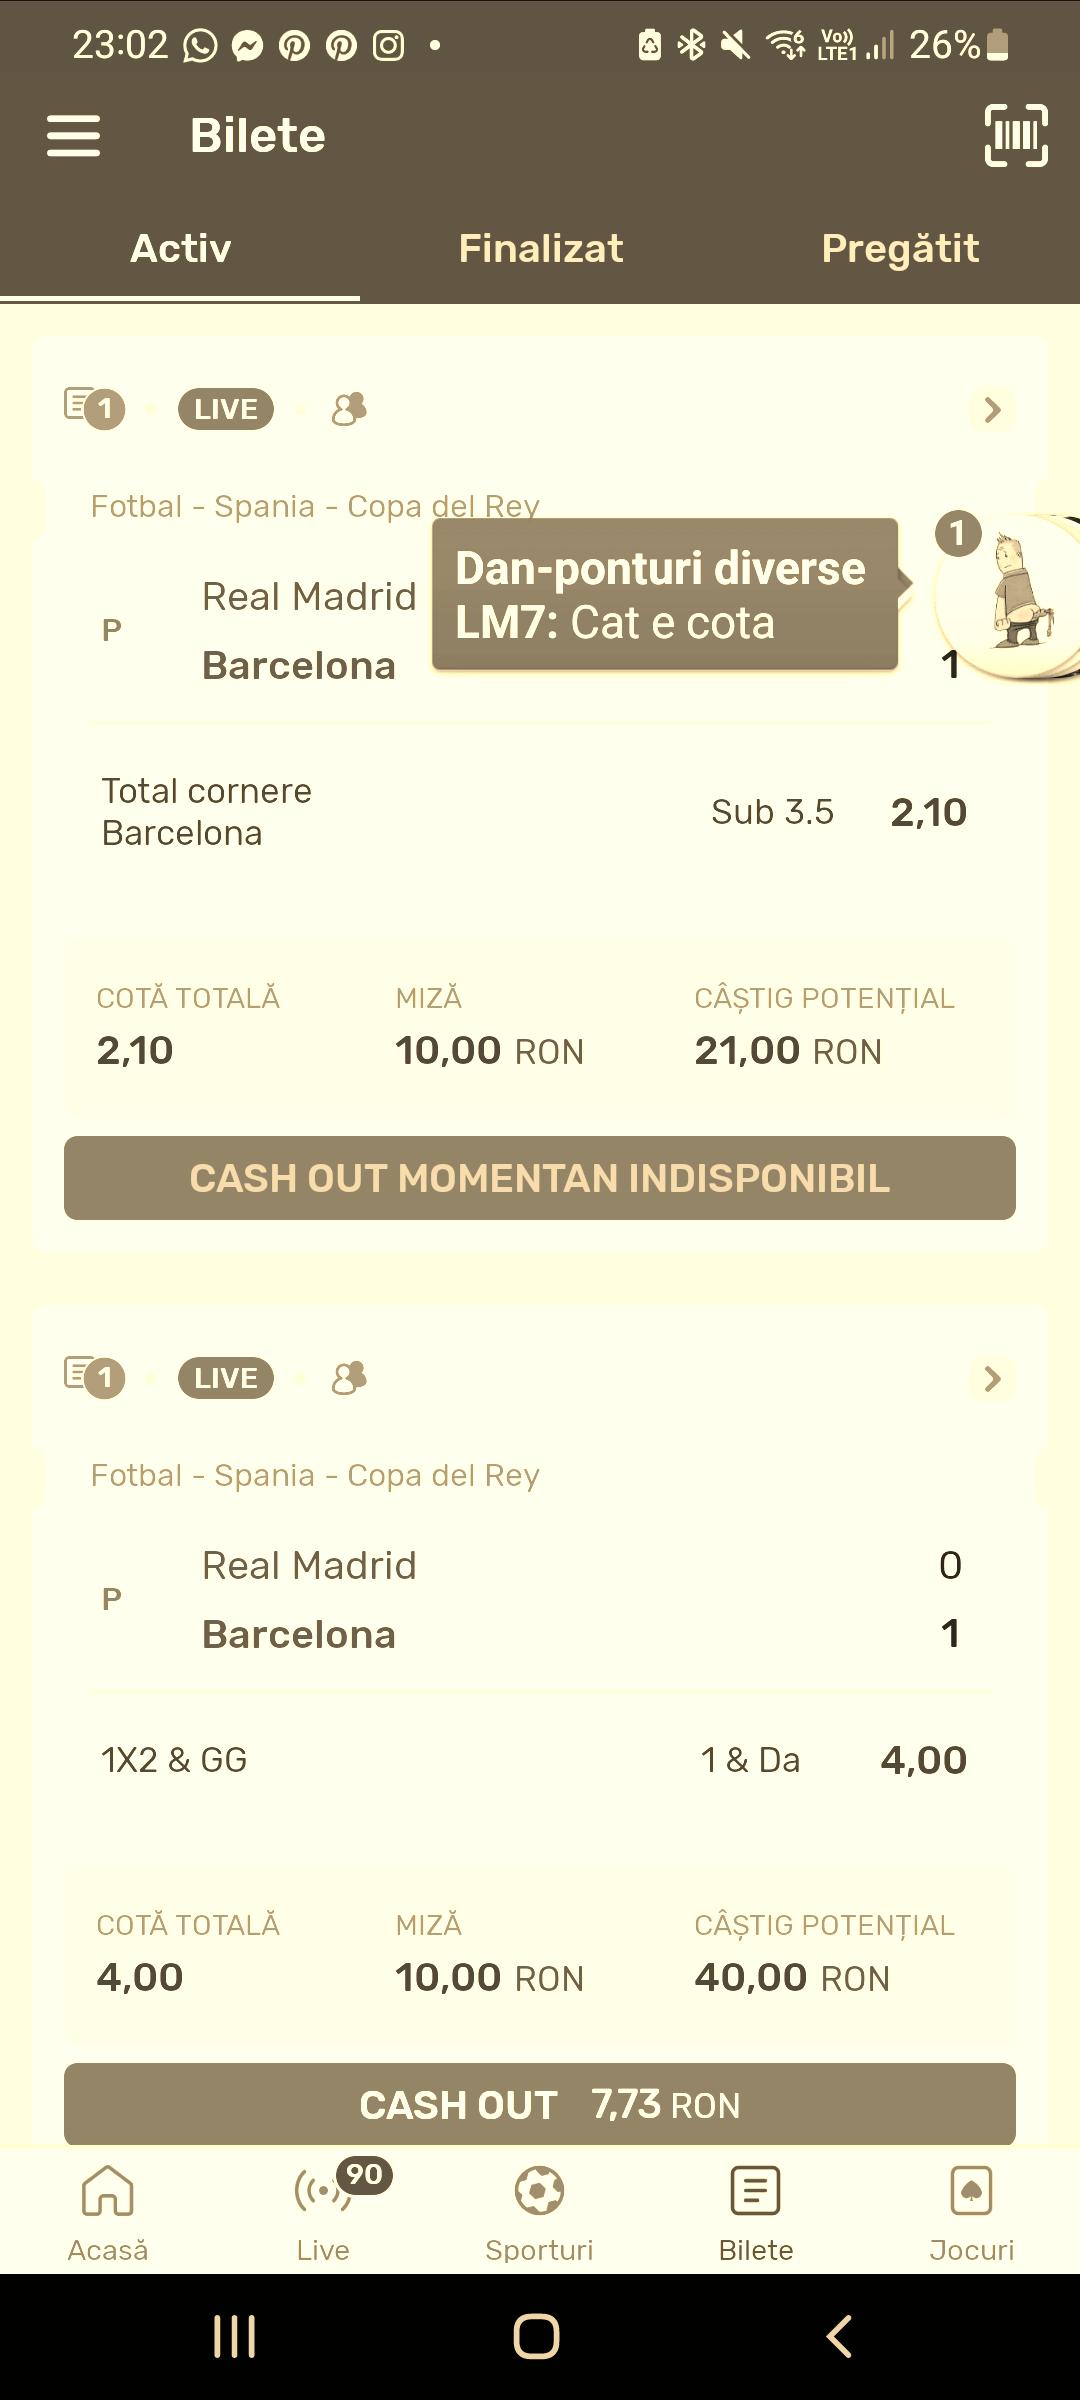 23:02
Vo)) LTE1 26%
Bilete
Activ Finalizat Pregătit
1 LIVE
Fotbal - Spania - Copa del Rey
Dan-ponturi diverse
LM7: Cat e cota
1
Real Madrid
P
Barcelona 1
Total cornere
Barcelona
Sub 3.5 2,10
COTĂ TOTALĂ MIZĂ CÂȘTIG POTENȚIAL
2,10 10,00 RON 21,00 RON
CASH OUT MOMENTAN INDISPONIBIL
1 LIVE
Fotbal - Spania - Copa del Rey
Real Madrid 0
P
Barcelona 1
1X2 & GG 1 & Da 4,00
COTĂ TOTALĂ MIZĂ CÂȘTIG POTENȚIAL
4,00 10,00 RON 40,00 RON
CASH OUT 7,73 RON
90
Acasă Live Sporturi Bilete Jocuri